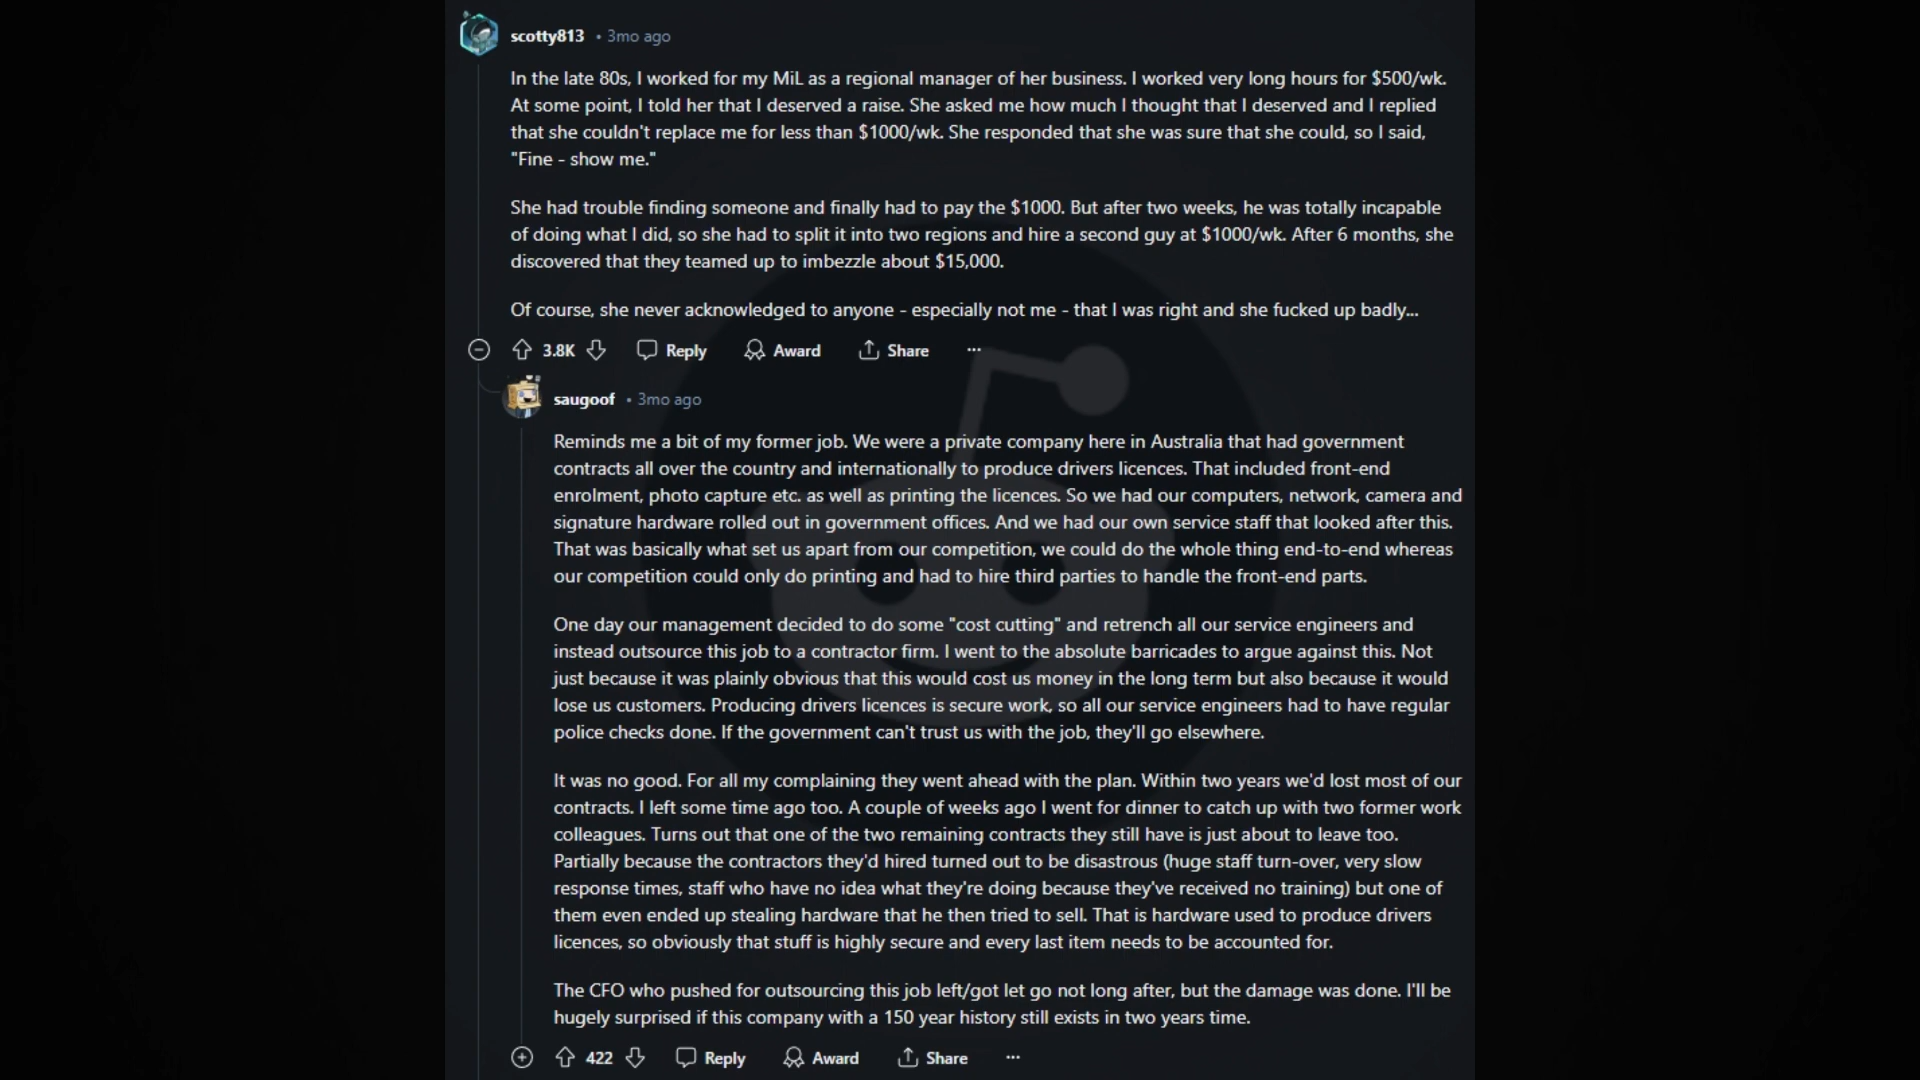 scotty813 • 3mo ago
In the late 80s, I worked for my MiL as a regional manager of her business. I worked very long hours for $500/wk.
At some point, I told her that I deserved a raise. She asked me how much I thought that I deserved and I replied
that she couldn't replace me for less than $1000/wk. She responded that she was sure that she could, so I said,
"Fine - show me."
She had trouble finding someone and finally had to pay the $1000. But after two weeks, he was totally incapable
of doing what I did, so she had to split it into two regions and hire a second guy at $1000/wk. After 6 months, she
discovered that they teamed up to imbezzle about $15,000.
Of course, she never acknowledged to anyone - especially not me - that I was right and she fucked up badly...
3.8K Reply Award Share ...
saugoof • 3mo ago
Reminds me a bit of my former job. We were a private company here in Australia that had government
contracts all over the country and internationally to produce drivers licences. That included front-end
enrolment, photo capture etc. as well as printing the licences. So we had our computers, network, camera and
signature hardware rolled out in government offices. And we had our own service staff that looked after this.
That was basically what set us apart from our competition, we could do the whole thing end-to-end whereas
our competition could only do printing and had to hire third parties to handle the front-end parts.
One day our management decided to do some "cost cutting" and retrench all our service engineers and
instead outsource this job to a contractor firm. I went to the absolute barricades to argue against this. Not
just because it was plainly obvious that this would cost us money in the long term but also because it would
lose us customers. Producing drivers licences is secure work, so all our service engineers had to have regular
police checks done. If the government can't trust us with the job, they'll go elsewhere.
It was no good. For all my complaining they went ahead with the plan. Within two years we'd lost most of our
contracts. I left some time ago too. A couple of weeks ago I went for dinner to catch up with two former work
colleagues. Turns out that one of the two remaining contracts they still have is just about to leave too.
Partially because the contractors they'd hired turned out to be disastrous (huge staff turn-over, very slow
response times, staff who have no idea what they're doing because they've received no training) but one of
them even ended up stealing hardware that he then tried to sell. That is hardware used to produce drivers
licences, so obviously that stuff is highly secure and every last item needs to be accounted for.
The CFO who pushed for outsourcing this job left/got let go not long after, but the damage was done. I'll be
hugely surprised if this company with a 150 year history still exists in two years time.
422 Reply Award Share ...